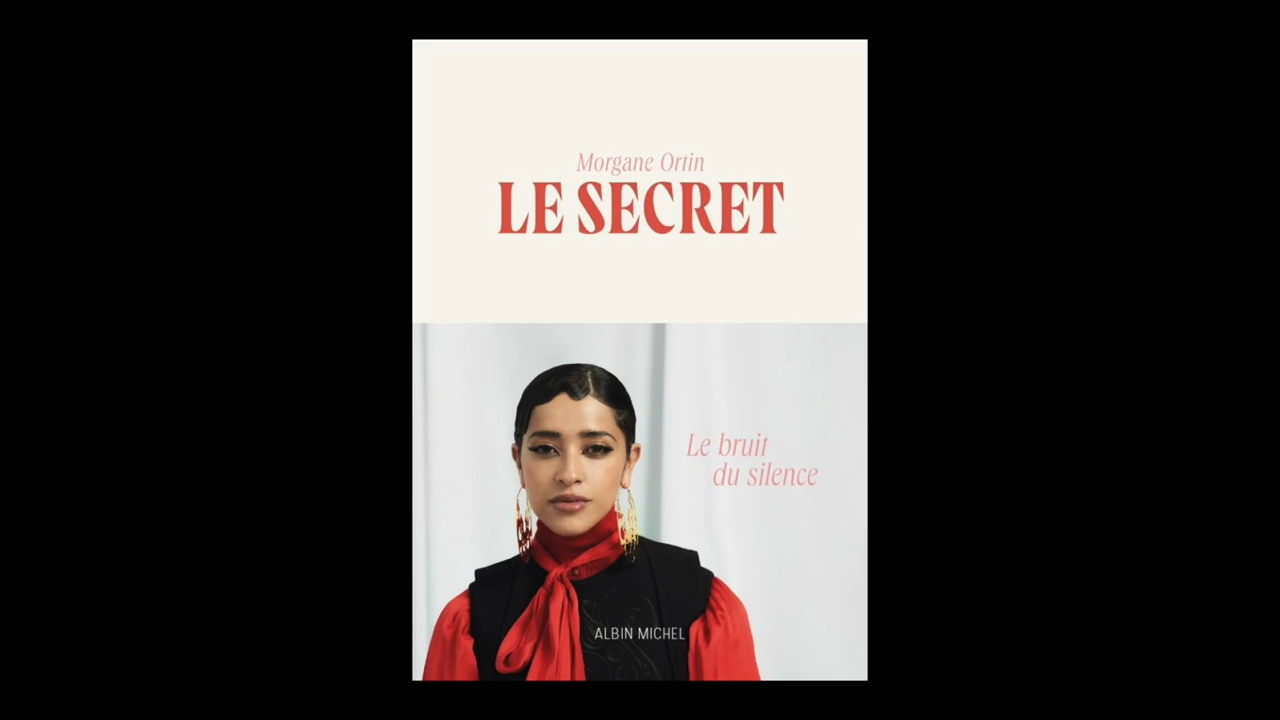 Morgane Ortin
LE SECRET
Le bruit
du silence
ALBIN MICHEL